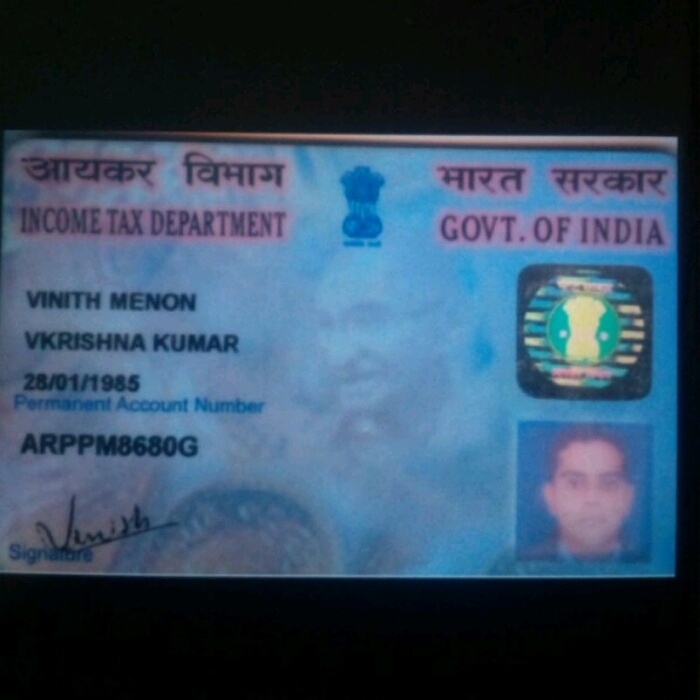 आयकर विभाग भारत सरकार
INCOME TAX DEPARTMENT GOVT. OF INDIA
VINITH MENON
VKRISHNA KUMAR
28/01/1985
Permanent Account Number
ARPPM8680G
Vinith
Signature